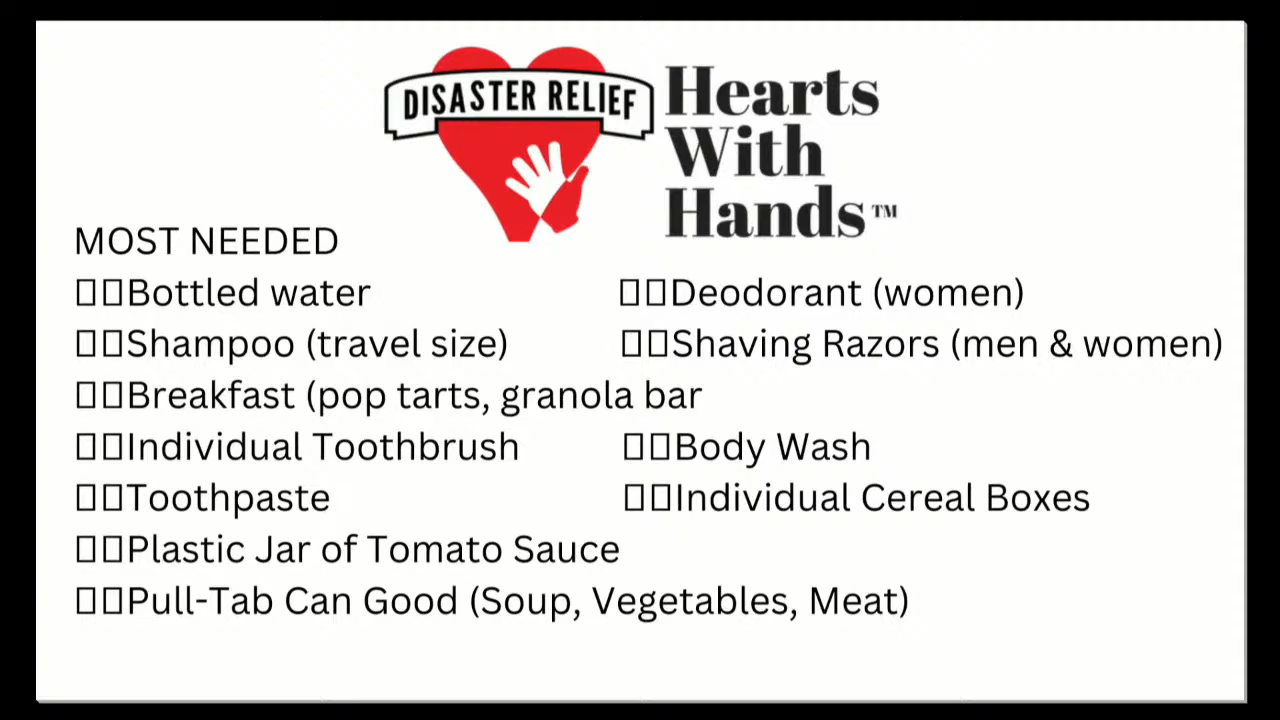 DISASTER RELIEF
Hearts
With
Hands™
MOST NEEDED
▯▯Bottled water ▯▯Deodorant (women)
▯▯Shampoo (travel size) ▯▯Shaving Razors (men & women)
▯▯Breakfast (pop tarts, granola bar
▯▯Individual Toothbrush ▯▯Body Wash
▯▯Toothpaste ▯▯Individual Cereal Boxes
▯▯Plastic Jar of Tomato Sauce
▯▯Pull-Tab Can Good (Soup, Vegetables, Meat)